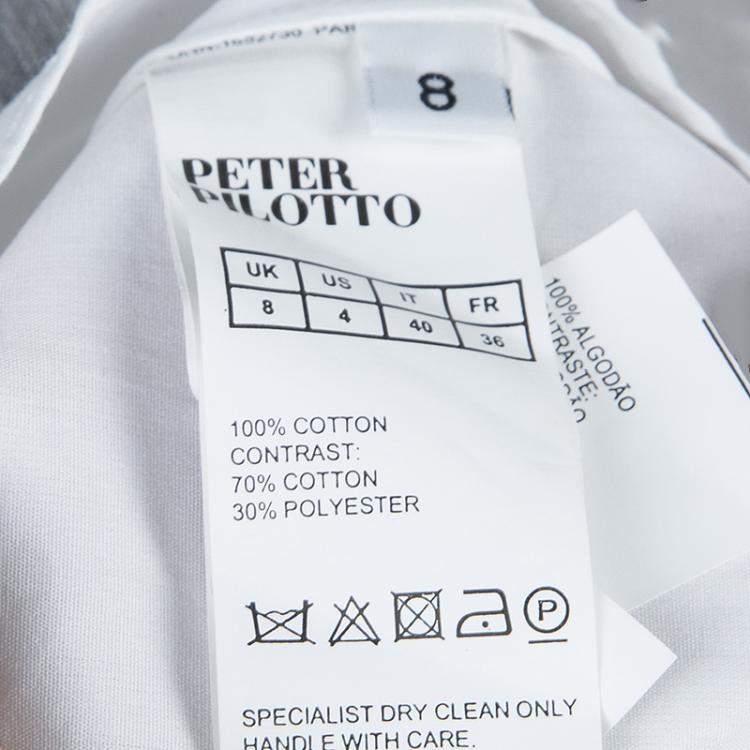 8
PETER
PILOTTO
UK US IT FR
8 4 40 36
100% COTTON
CONTRAST:
70% COTTON
30% POLYESTER
P
SPECIALIST DRY CLEAN ONLY
HANDLE WITH CARE.
100% ALGODÃO